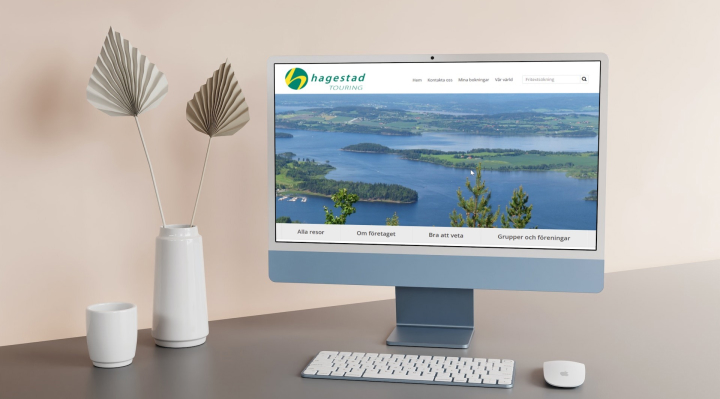 hagestad
TOURING
Hem Kontakta oss Mina bokningar Vår värld Fritextsökning
Alla resor Om företaget Bra att veta Grupper och föreningar